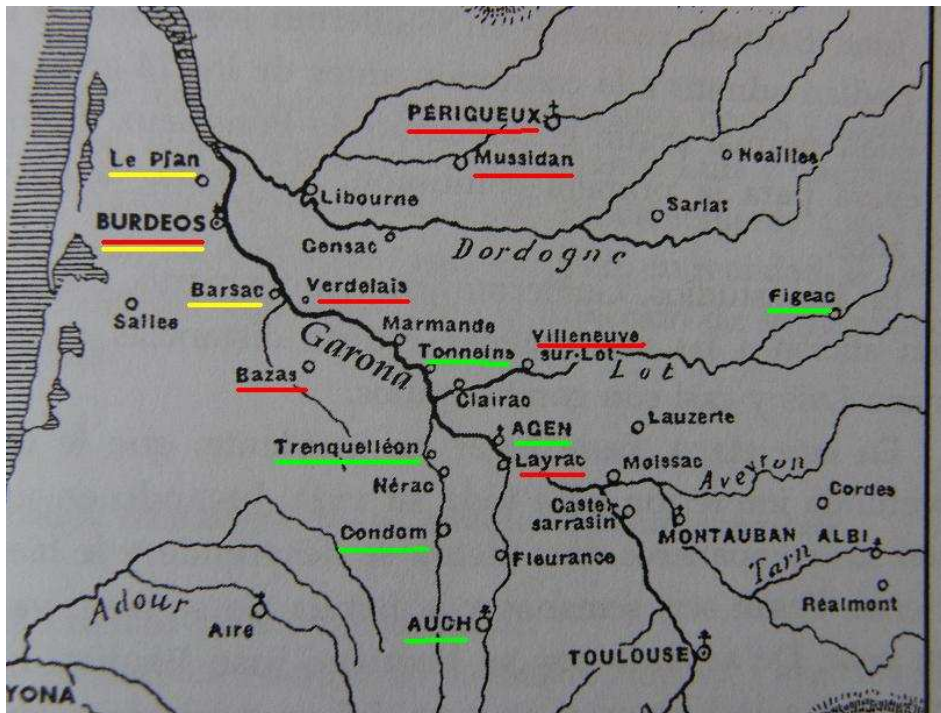 PÉRIGUEUX
Le Pian
Mussidan
Noailles
Libourne
Sarlat
BURDEOS
Gensac
Dordogne
Barsac
Verdelais
Figeac
Salles
Marmande
Villeneuve
sur-Lot
Garona
Tonneins
Lot
Bazas
Clairac
Lauzerte
AGEN
Trenquelléon
Layrac
Moissac
Aveyron
Nérac
Cordes
Castel
sarrasin
Condom
MONTAUBAN
ALBI
Fleurance
Tarn
Adour
Réalmont
Aire
AUCH
TOULOUSE
YONA